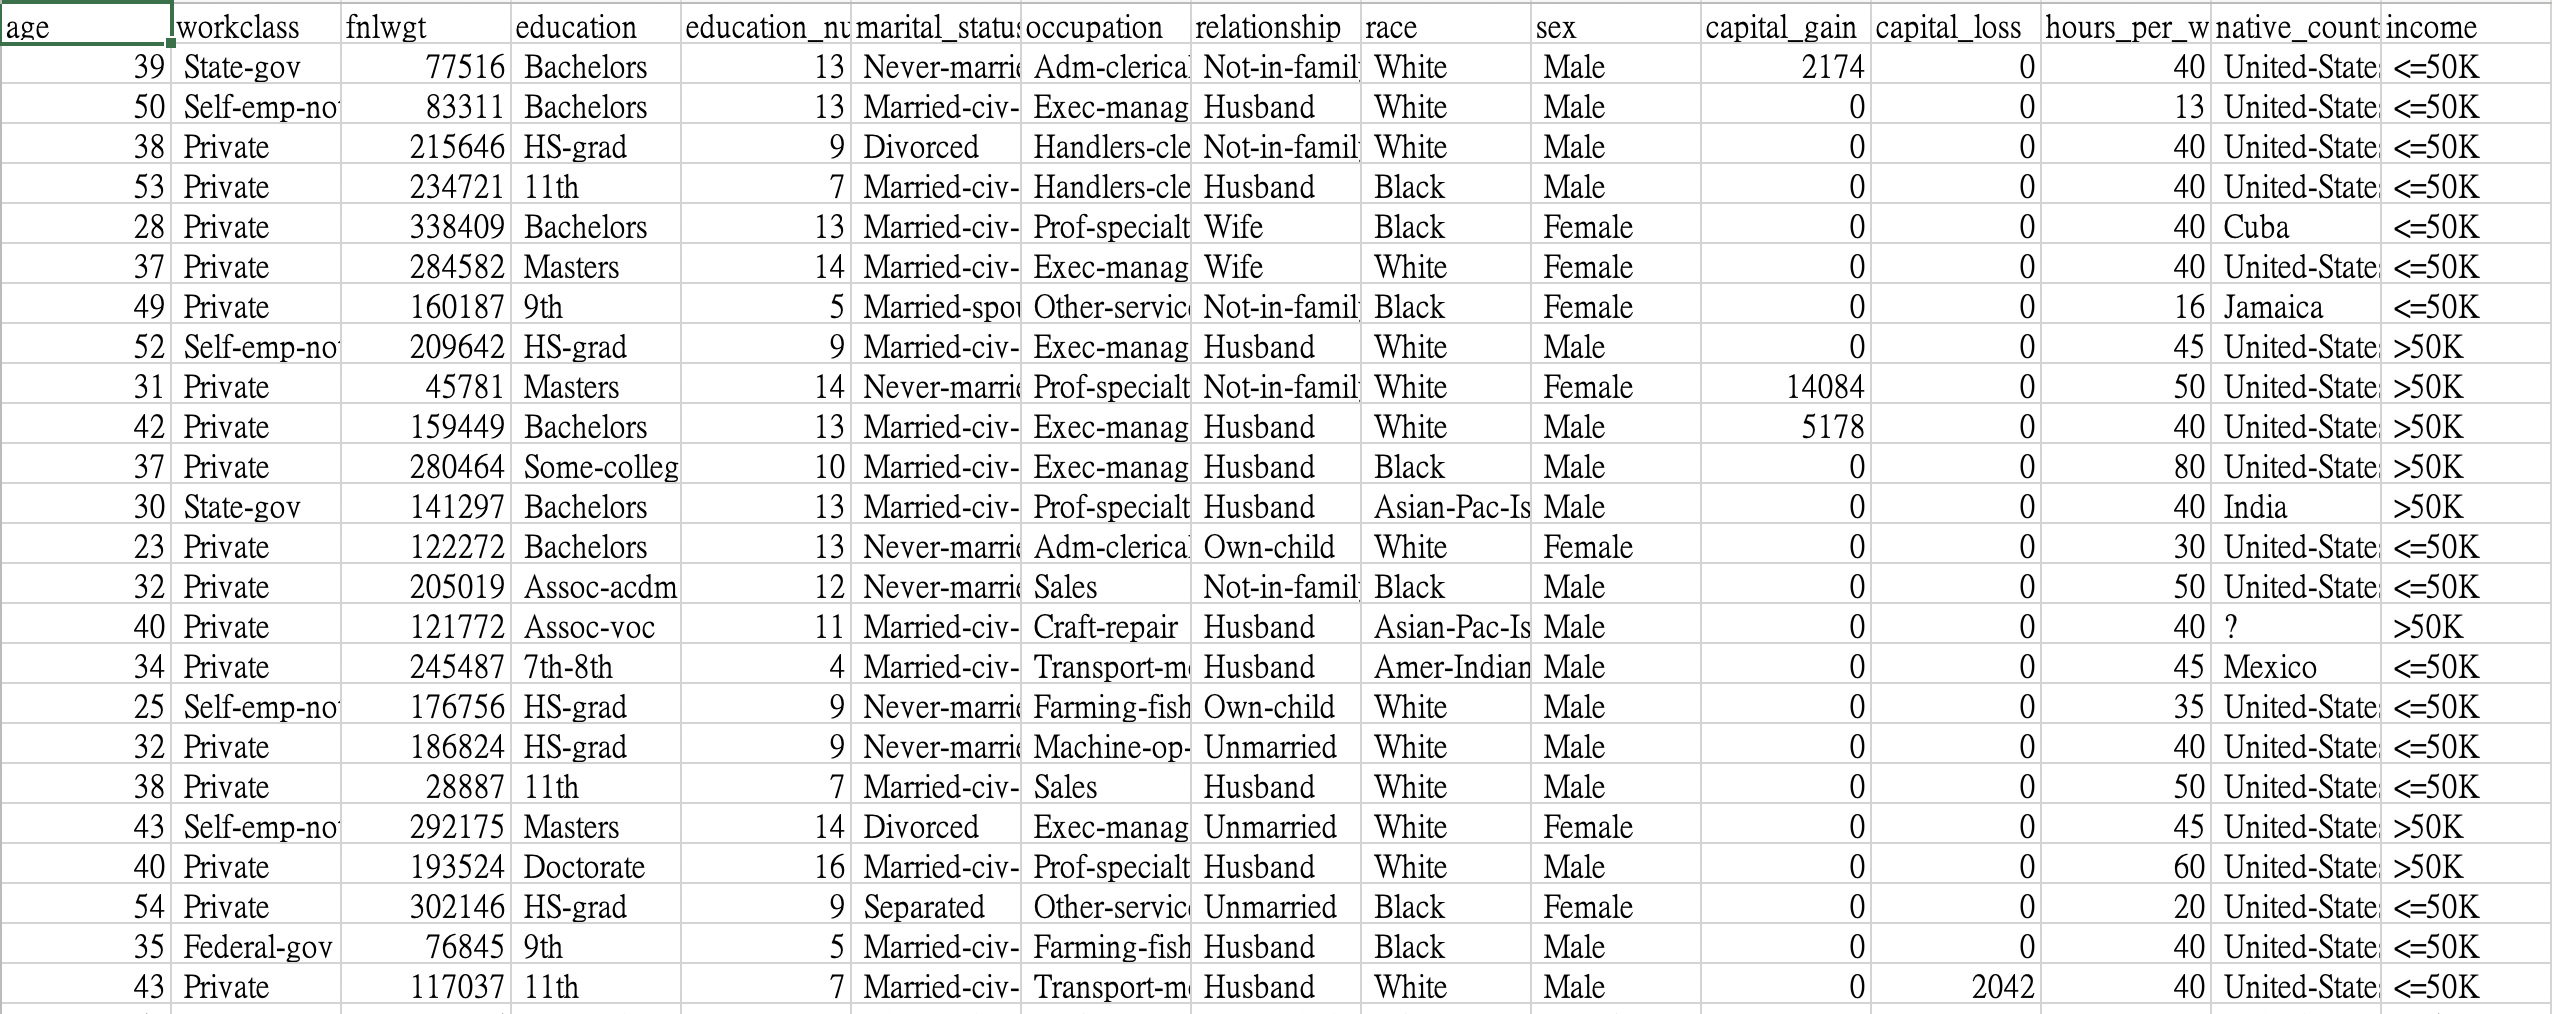 age workclass fnlwgt education education_nu marital_status occupation relationship race sex capital_gain capital_loss hours_per_w native_count income
39 State-gov 77516 Bachelors 13 Never-marrie Adm-clerical Not-in-famil White Male 2174 0 40 United-State <=50K
50 Self-emp-no 83311 Bachelors 13 Married-civ- Exec-manag Husband White Male 0 0 13 United-State <=50K
38 Private 215646 HS-grad 9 Divorced Handlers-cle Not-in-famil White Male 0 0 40 United-State <=50K
53 Private 234721 11th 7 Married-civ- Handlers-cle Husband Black Male 0 0 40 United-State <=50K
28 Private 338409 Bachelors 13 Married-civ- Prof-specialt Wife Black Female 0 0 40 Cuba <=50K
37 Private 284582 Masters 14 Married-civ- Exec-manag Wife White Female 0 0 40 United-State <=50K
49 Private 160187 9th 5 Married-spou Other-servic Not-in-famil Black Female 0 0 16 Jamaica <=50K
52 Self-emp-no 209642 HS-grad 9 Married-civ- Exec-manag Husband White Male 0 0 45 United-State >50K
31 Private 45781 Masters 14 Never-marrie Prof-specialt Not-in-famil White Female 14084 0 50 United-State >50K
42 Private 159449 Bachelors 13 Married-civ- Exec-manag Husband White Male 5178 0 40 United-State >50K
37 Private 280464 Some-colleg 10 Married-civ- Exec-manag Husband Black Male 0 0 80 United-State >50K
30 State-gov 141297 Bachelors 13 Married-civ- Prof-specialt Husband Asian-Pac-Is Male 0 0 40 India >50K
23 Private 122272 Bachelors 13 Never-marrie Adm-clerical Own-child White Female 0 0 30 United-State <=50K
32 Private 205019 Assoc-acdm 12 Never-marrie Sales Not-in-famil Black Male 0 0 50 United-State <=50K
40 Private 121772 Assoc-voc 11 Married-civ- Craft-repair Husband Asian-Pac-Is Male 0 0 40 ? >50K
34 Private 245487 7th-8th 4 Married-civ- Transport-mo Husband Amer-Indian Male 0 0 45 Mexico <=50K
25 Self-emp-no 176756 HS-grad 9 Never-marrie Farming-fish Own-child White Male 0 0 35 United-State <=50K
32 Private 186824 HS-grad 9 Never-marrie Machine-op- Unmarried White Male 0 0 40 United-State <=50K
38 Private 28887 11th 7 Married-civ- Sales Husband White Male 0 0 50 United-State <=50K
43 Self-emp-no 292175 Masters 14 Divorced Exec-manag Unmarried White Female 0 0 45 United-State >50K
40 Private 193524 Doctorate 16 Married-civ- Prof-specialt Husband White Male 0 0 60 United-State >50K
54 Private 302146 HS-grad 9 Separated Other-servic Unmarried Black Female 0 0 20 United-State <=50K
35 Federal-gov 76845 9th 5 Married-civ- Farming-fish Husband Black Male 0 0 40 United-State <=50K
43 Private 117037 11th 7 Married-civ- Transport-mo Husband White Male 0 2042 40 United-State <=50K